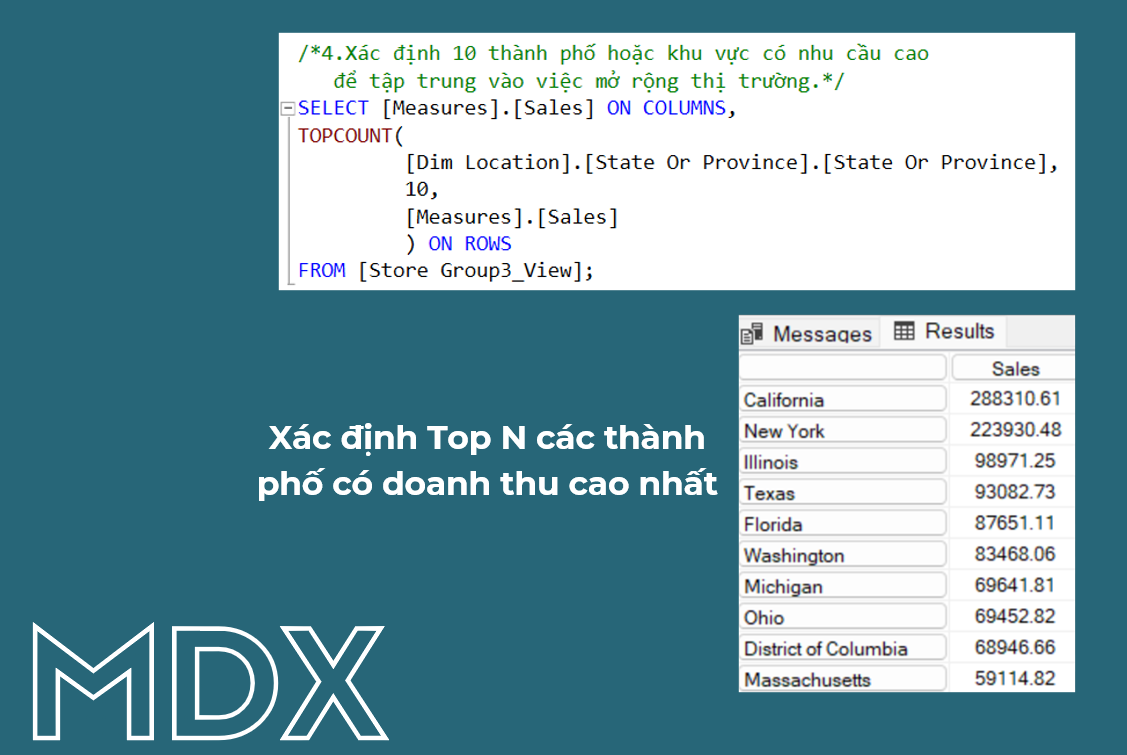 /*4.Xác định 10 thành phố hoặc khu vực có nhu cầu cao
để tập trung vào việc mở rộng thị trường.*/
SELECT [Measures].[Sales] ON COLUMNS,
TOPCOUNT(
[Dim Location].[State Or Province].[State Or Province],
10,
[Measures].[Sales]
) ON ROWS
FROM [Store Group3_View];
Messages Results
Sales
California 288310.61
New York 223930.48
Illinois 98971.25
Texas 93082.73
Florida 87651.11
Washington 83468.06
Michigan 69641.81
Ohio 69452.82
District of Columbia 68946.66
Massachusetts 59114.82
Xác định Top N các thành
phố có doanh thu cao nhất
MDX